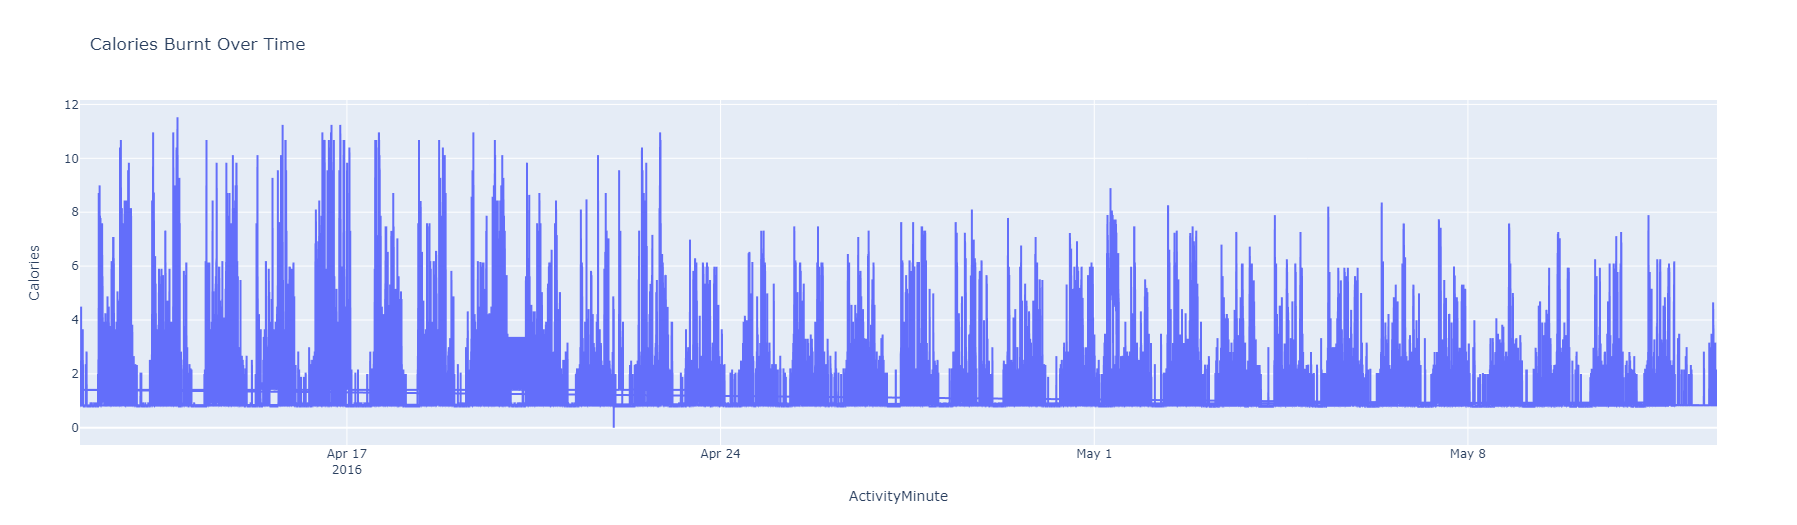 Calories Burnt Over Time
12
10
8
6
4
2
0
Calories
Apr 17
2016
Apr 24
May 1
May 8
ActivityMinute